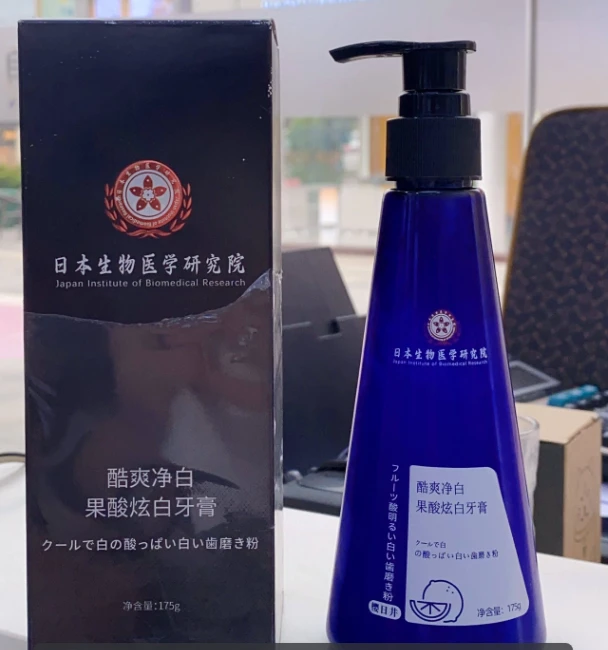 日本生物医学研究院
Japan Institute of Biomedical Research
酷爽净白
果酸炫白牙膏
クールで白の酸っぱい白い歯磨き粉
净含量:175g
日本生物医学研究院
Japan Institute of Biomedical Research
フルーツ酸明るい白い歯磨き粉
櫻日井
酷爽净白
果酸炫白牙膏
クールで白
の酸っぱい白い歯磨き粉
净含量: 175g